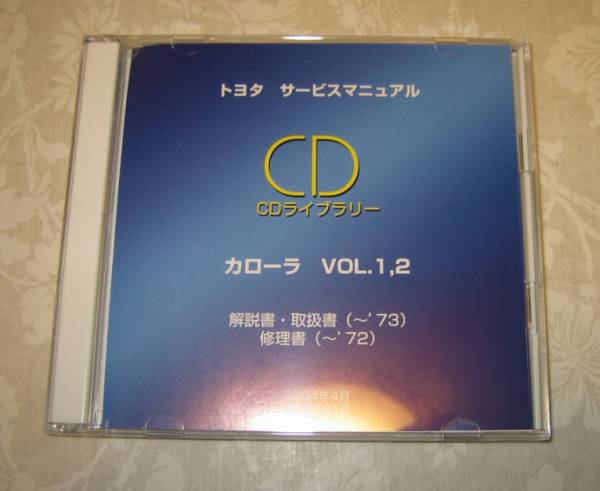 トヨタ　サービスマニュアル
CD
CDライブラリー
カローラ　VOL.1,2
解説書・取扱書（～’73）
修理書（～’72）
2004年4月